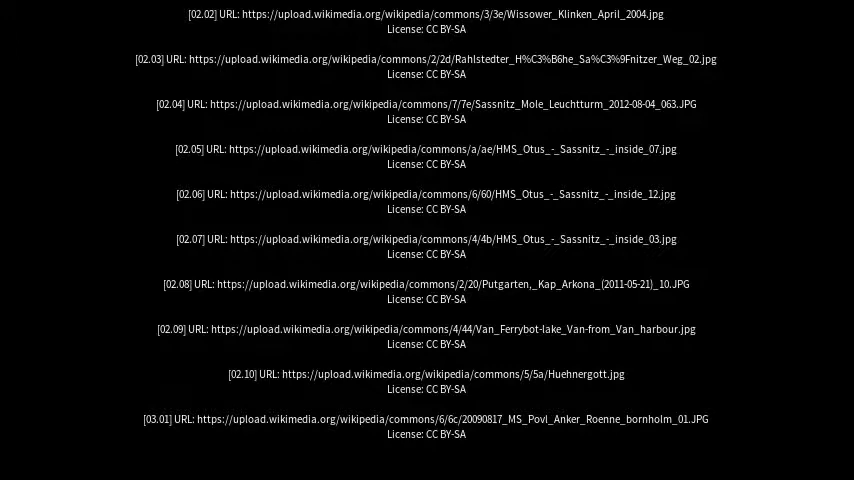 [02.02] URL: https://upload.wikimedia.org/wikipedia/commons/3/3e/Wissower_Klinken_April_2004.jpg
License: CC BY-SA
[02.03] URL: https://upload.wikimedia.org/wikipedia/commons/2/2d/Rahlstedter_H%C3%B6he_Sa%C3%9Fnitzer_Weg_02.jpg
License: CC BY-SA
[02.04] URL: https://upload.wikimedia.org/wikipedia/commons/7/7e/Sassnitz_Mole_Leuchtturm_2012-08-04_063.JPG
License: CC BY-SA
[02.05] URL: https://upload.wikimedia.org/wikipedia/commons/a/ae/HMS_Otus_-_Sassnitz_-_inside_07.jpg
License: CC BY-SA
[02.06] URL: https://upload.wikimedia.org/wikipedia/commons/6/60/HMS_Otus_-_Sassnitz_-_inside_12.jpg
License: CC BY-SA
[02.07] URL: https://upload.wikimedia.org/wikipedia/commons/4/4b/HMS_Otus_-_Sassnitz_-_inside_03.jpg
License: CC BY-SA
[02.08] URL: https://upload.wikimedia.org/wikipedia/commons/2/20/Putgarten,_Kap_Arkona_(2011-05-21)_10.JPG
License: CC BY-SA
[02.09] URL: https://upload.wikimedia.org/wikipedia/commons/4/44/Van_Ferrybot-lake_Van-from_Van_harbour.jpg
License: CC BY-SA
[02.10] URL: https://upload.wikimedia.org/wikipedia/commons/5/5a/Huehnergott.jpg
License: CC BY-SA
[03.01] URL: https://upload.wikimedia.org/wikipedia/commons/6/6c/20090817_MS_Povl_Anker_Roenne_bornholm_01.JPG
License: CC BY-SA